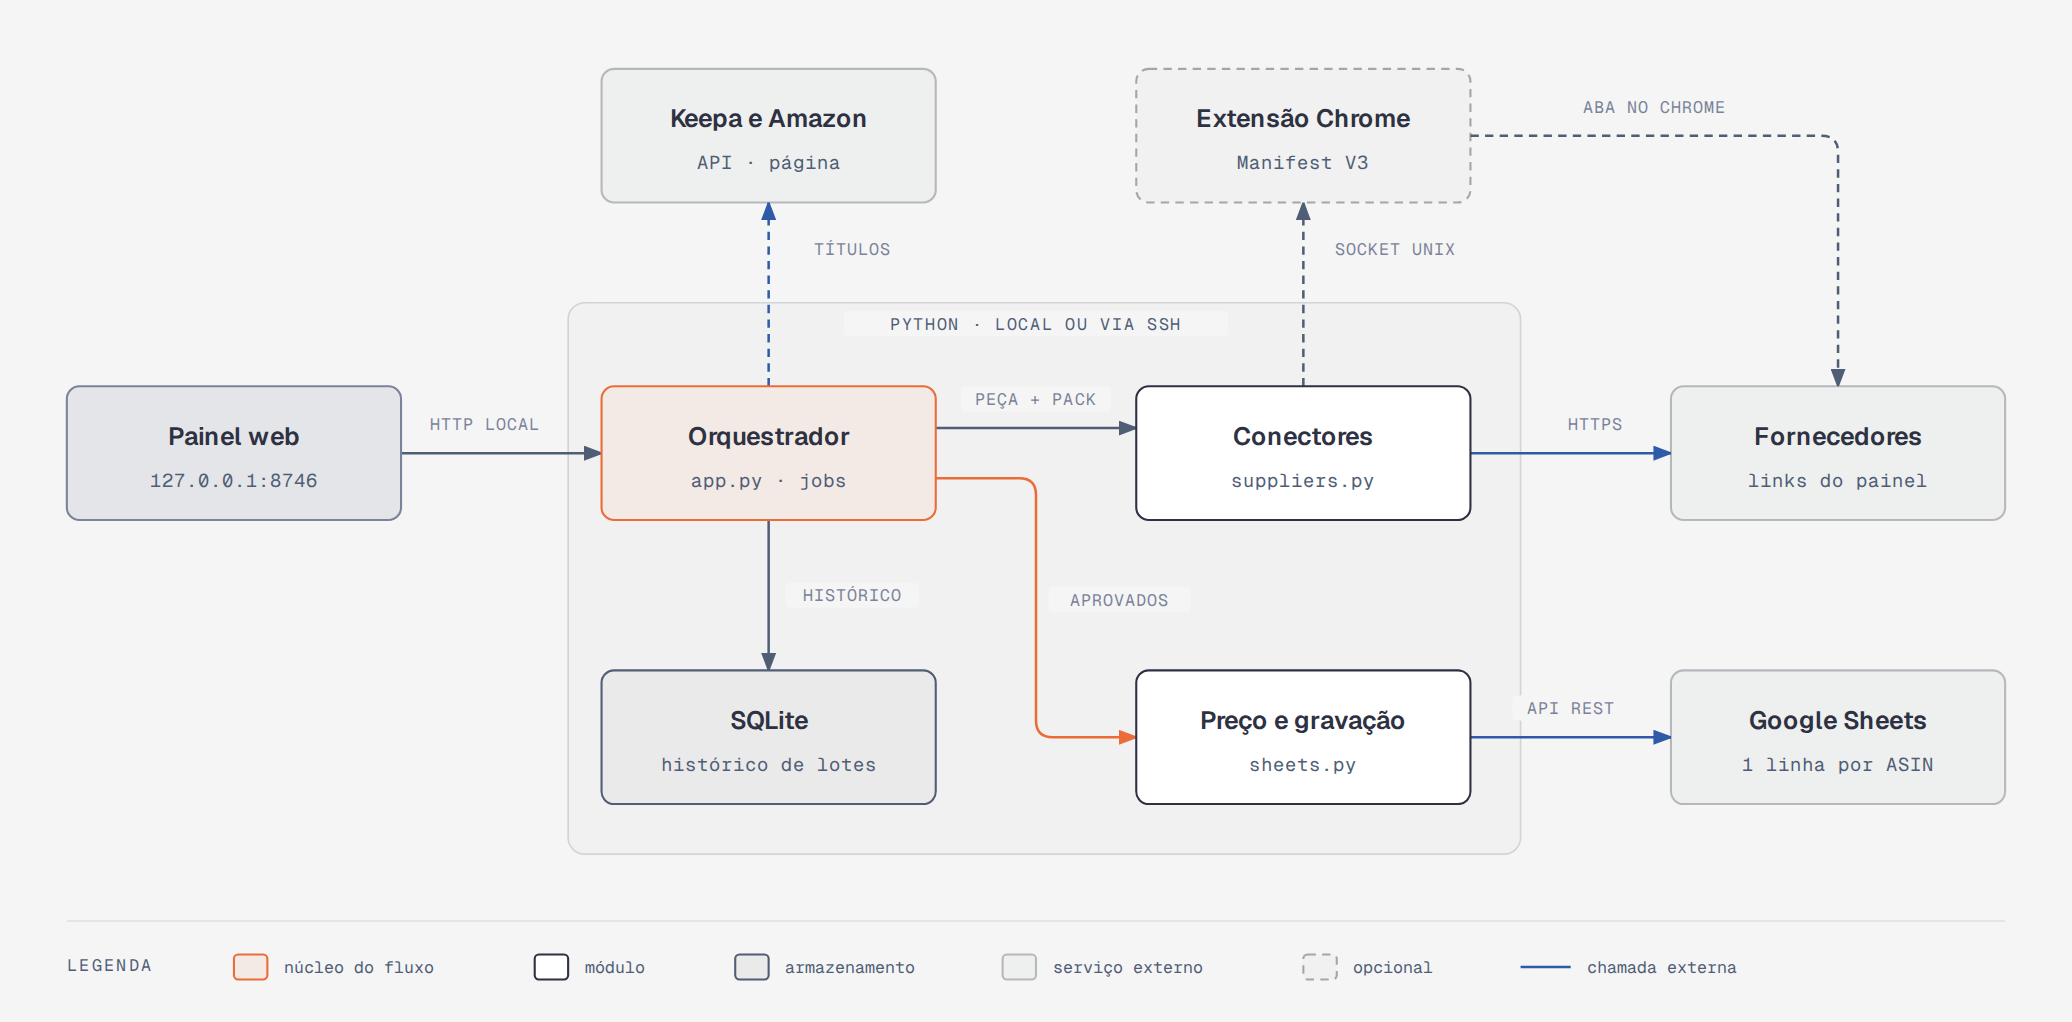 Keepa e Amazon
API · página
Extensão Chrome
Manifest V3
ABA NO CHROME
TÍTULOS
SOCKET UNIX
PYTHON · LOCAL OU VIA SSH
Painel web
127.0.0.1:8746
HTTP LOCAL
Orquestrador
app.py · jobs
PEÇA + PACK
Conectores
suppliers.py
HTTPS
Fornecedores
links do painel
HISTÓRICO
APROVADOS
SQLite
histórico de lotes
Preço e gravação
sheets.py
API REST
Google Sheets
1 linha por ASIN
LEGENDA
núcleo do fluxo
módulo
armazenamento
serviço externo
opcional
chamada externa